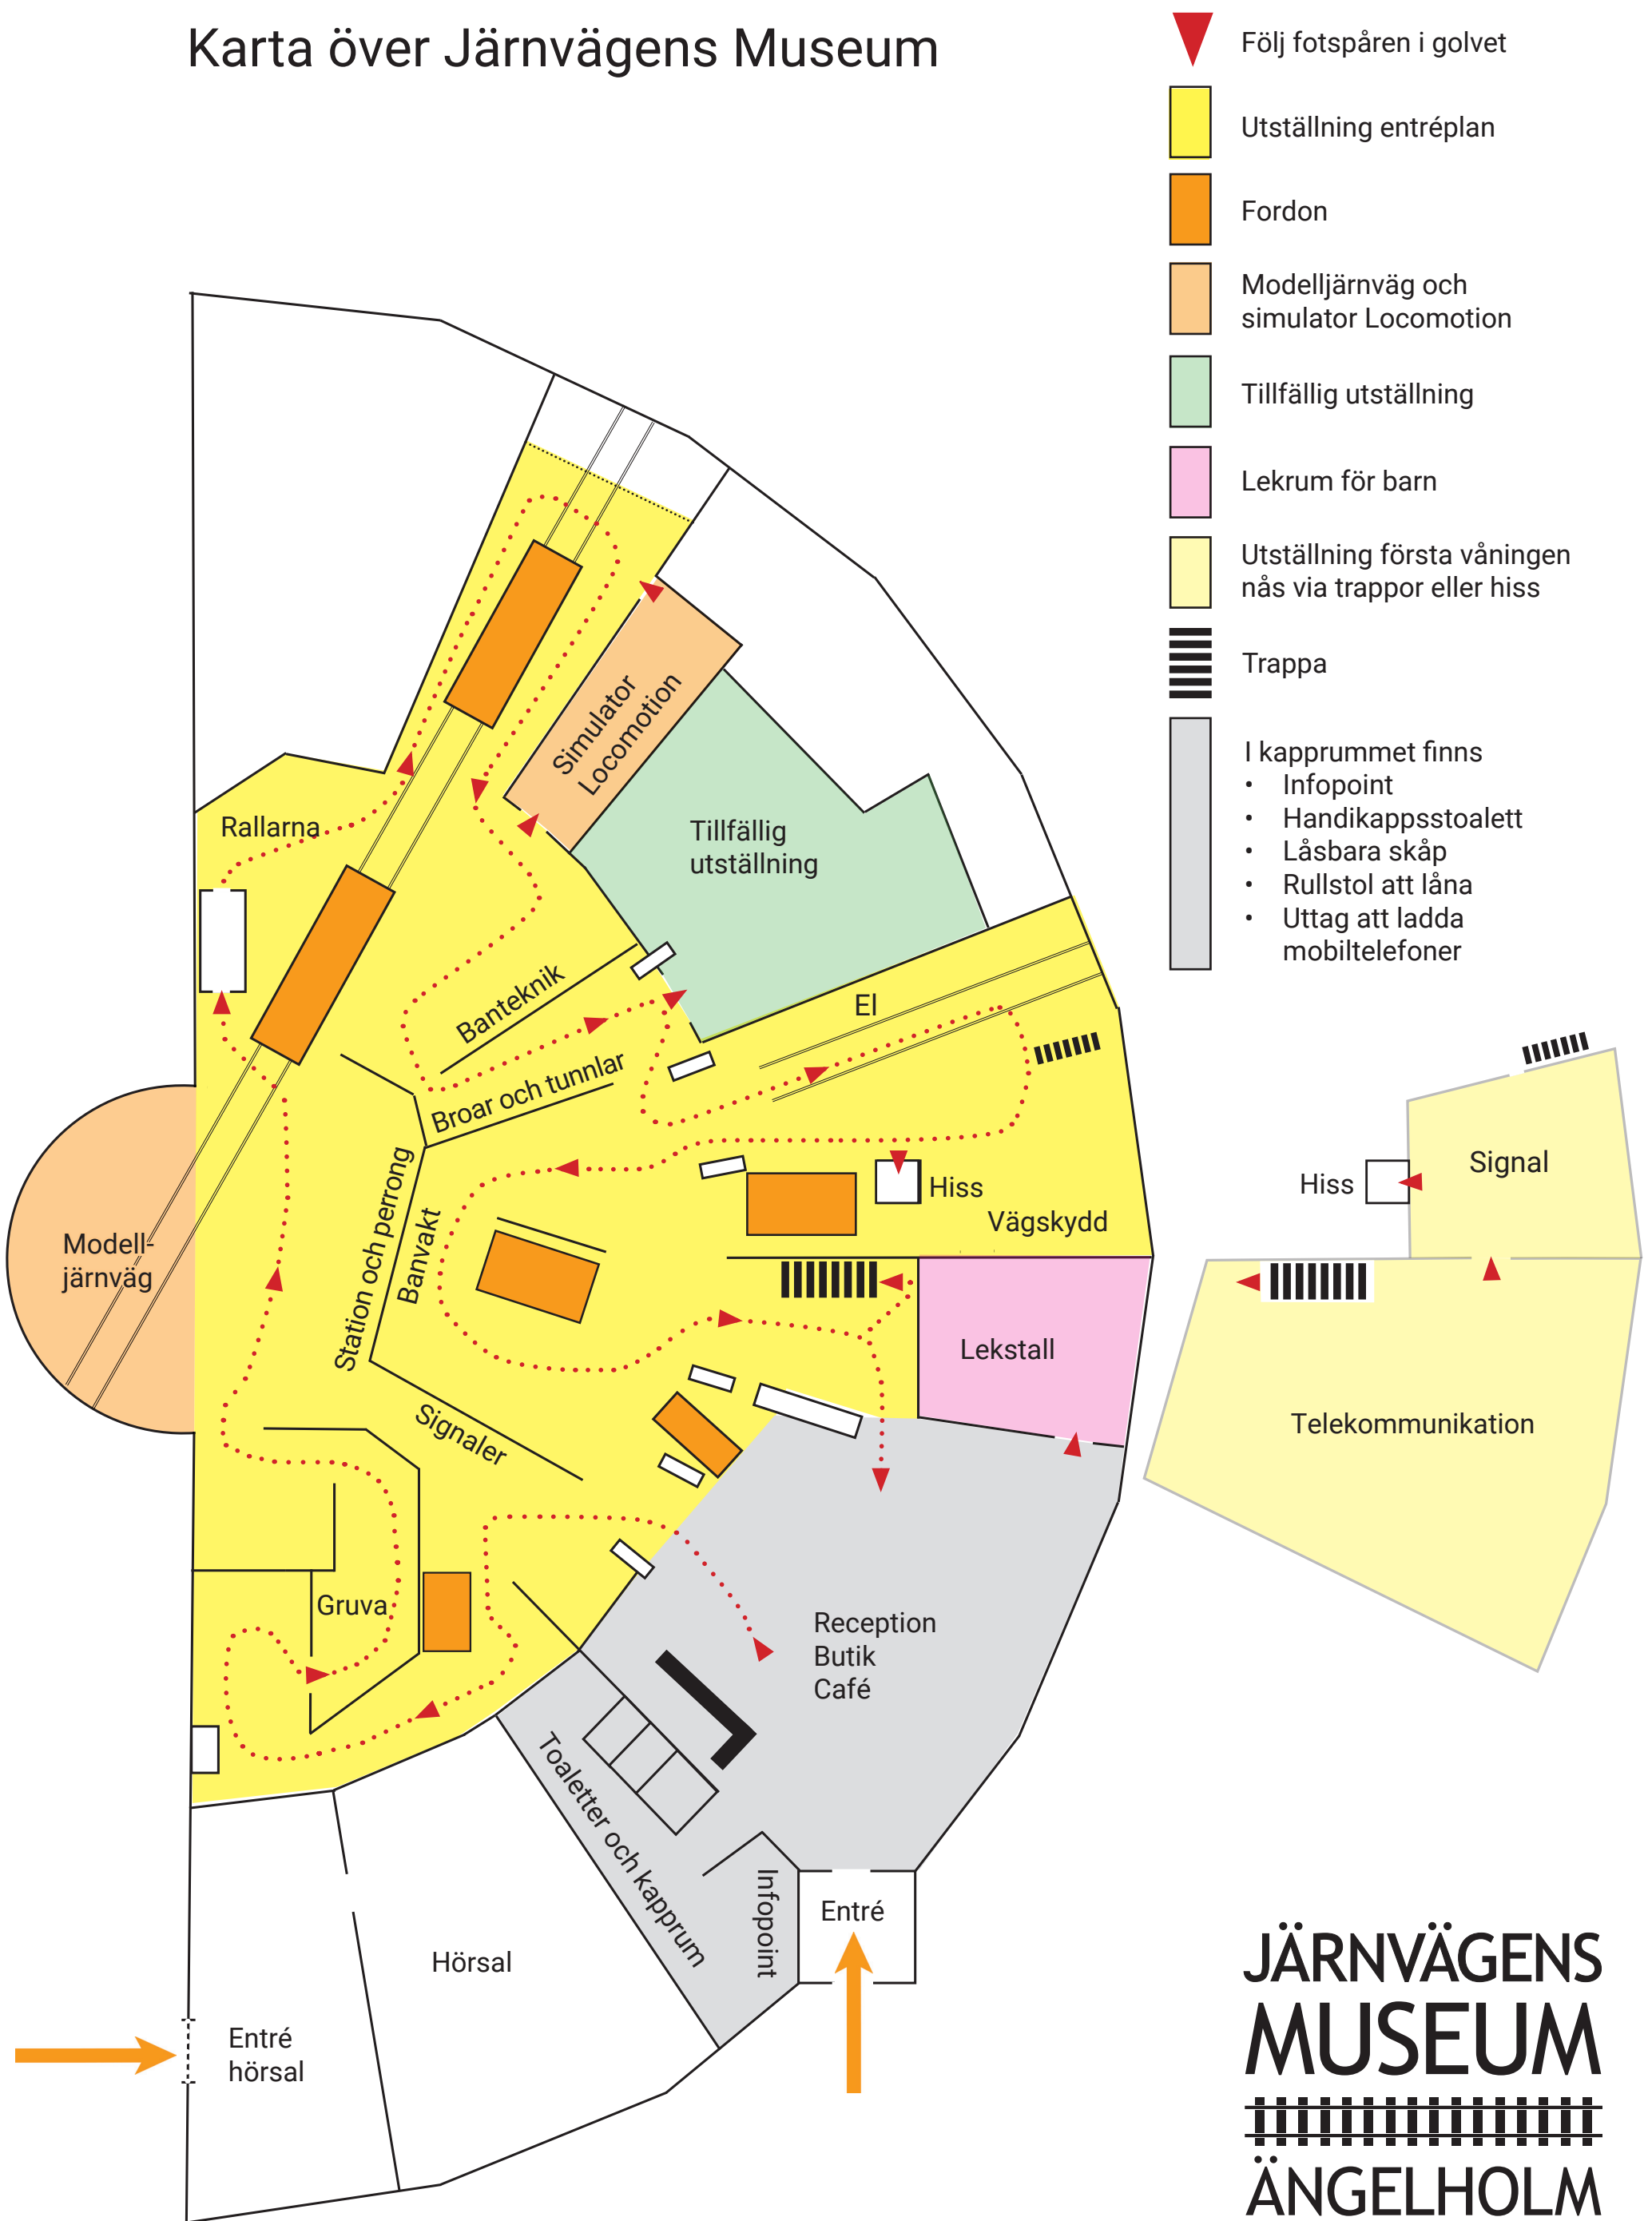 Karta över Järnvägens Museum
Följ fotspåren i golvet
Utställning entréplan
Fordon
Modelljärnväg och
simulator Locomotion
Tillfällig utställning
Lekrum för barn
Utställning första våningen
nås via trappor eller hiss
Trappa
I kapprummet finns
• Infopoint
• Handikappsstoalett
• Låsbara skåp
• Rullstol att låna
• Uttag att ladda
mobiltelefoner
Simulator
Locomotion
Rallarna
Tillfällig
utställning
Banteknik
El
Broar och tunnlar
Hiss
Vägskydd
Station och perrong
Banvakt
Modell-
järnväg
Lekstall
Signaler
Gruva
Reception
Butik
Café
Toaletter och kapprum
Infopoint
Entré
Hörsal
Entré
hörsal
Signal
Hiss
Telekommunikation
JÄRNVÄGENS
MUSEUM
ÄNGELHOLM